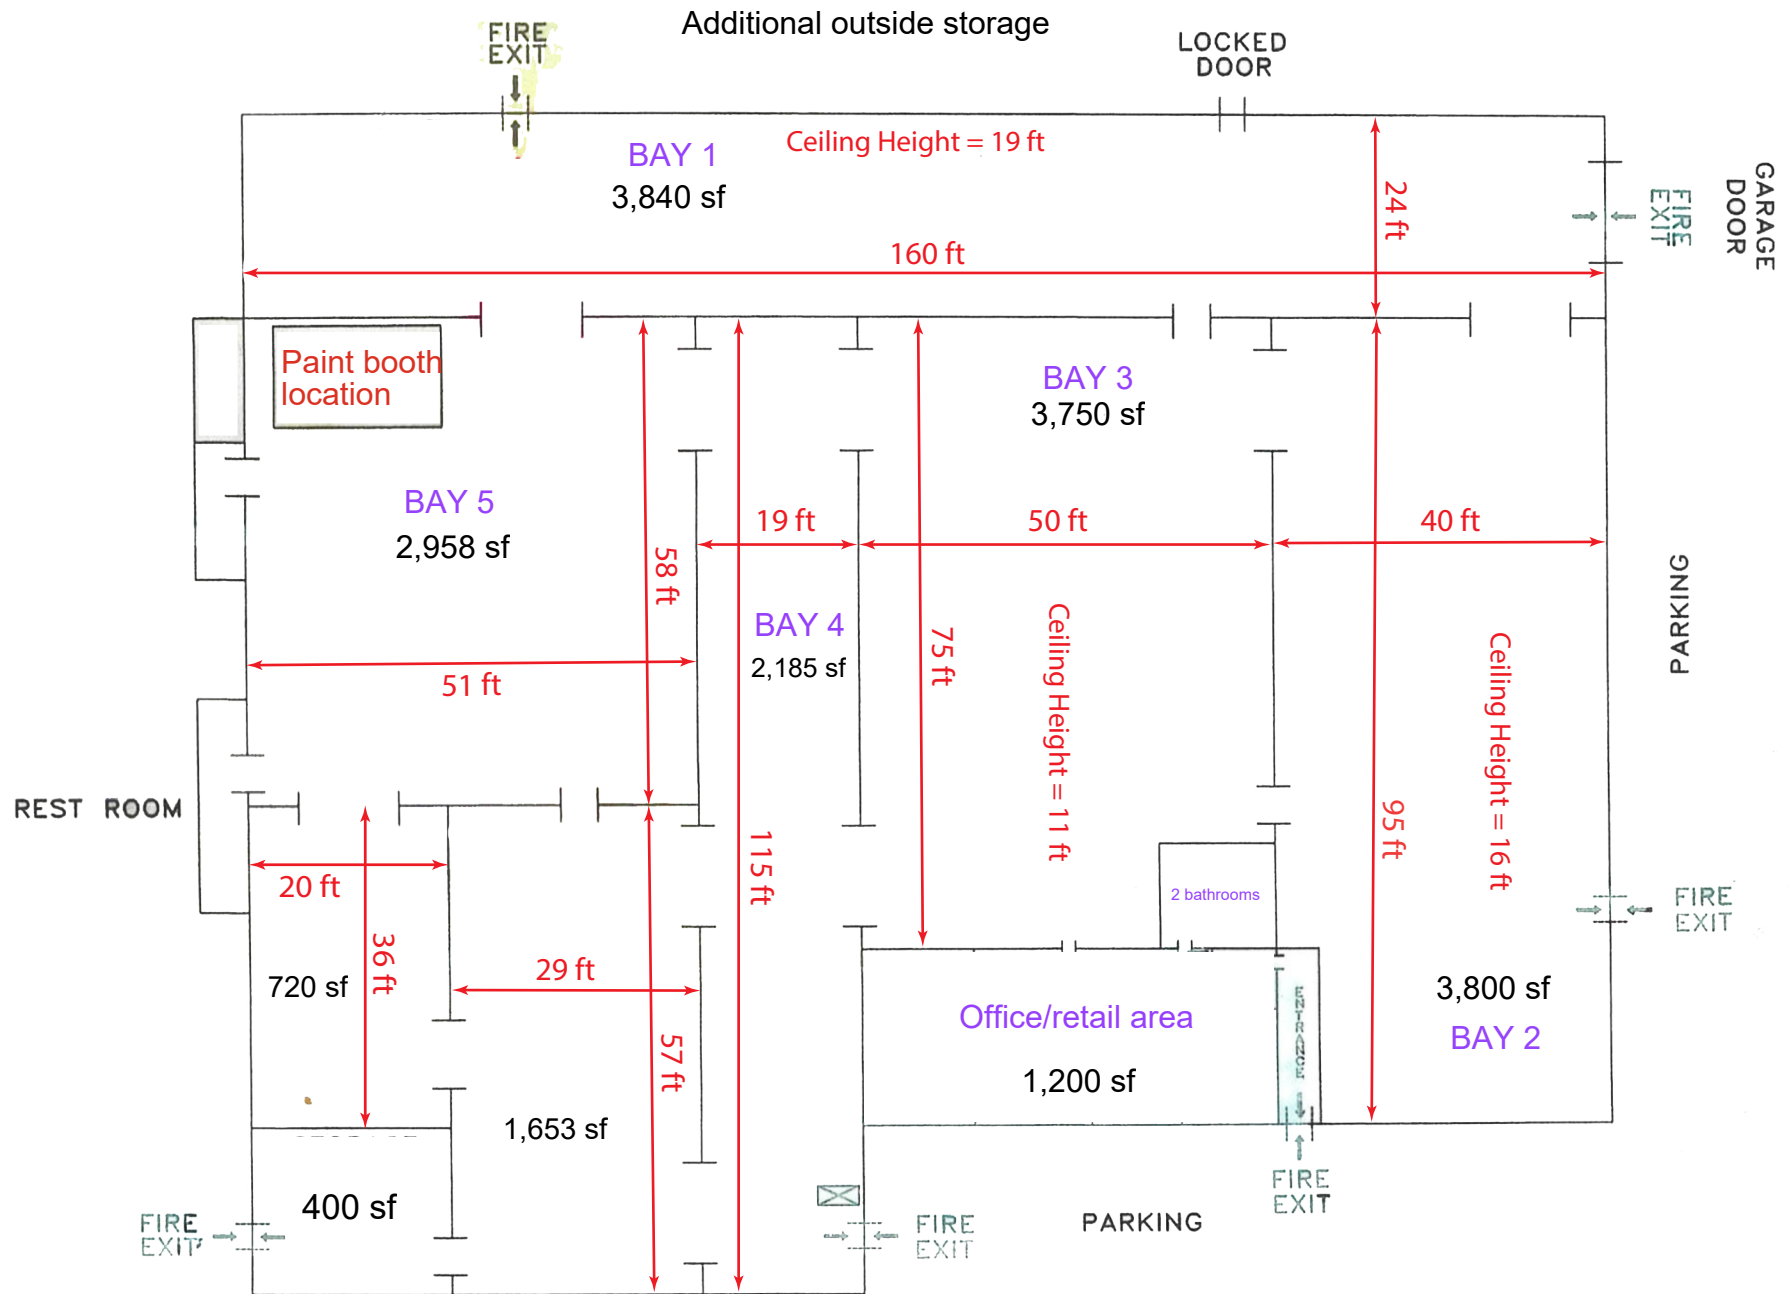 Additional outside storage
FIRE
EXIT
LOCKED
DOOR
Ceiling Height = 19 ft
BAY 1
3,840 sf
24 ft
FIRE
EXIT
GARAGE
DOOR
160 ft
Paint booth
location
BAY 3
3,750 sf
BAY 5
2,958 sf
58 ft
19 ft
50 ft
40 ft
BAY 4
2,185 sf
75 ft
Ceiling Height = 11 ft
Ceiling Height = 16 ft
PARKING
51 ft
REST ROOM
115 ft
95 ft
20 ft
36 ft
2 bathrooms
FIRE
EXIT
720 sf
29 ft
3,800 sf
BAY 2
Office/retail area
1,200 sf
ENTRANCE
57 ft
1,653 sf
400 sf
FIRE
EXIT
FIRE
EXIT
FIRE
EXIT
PARKING